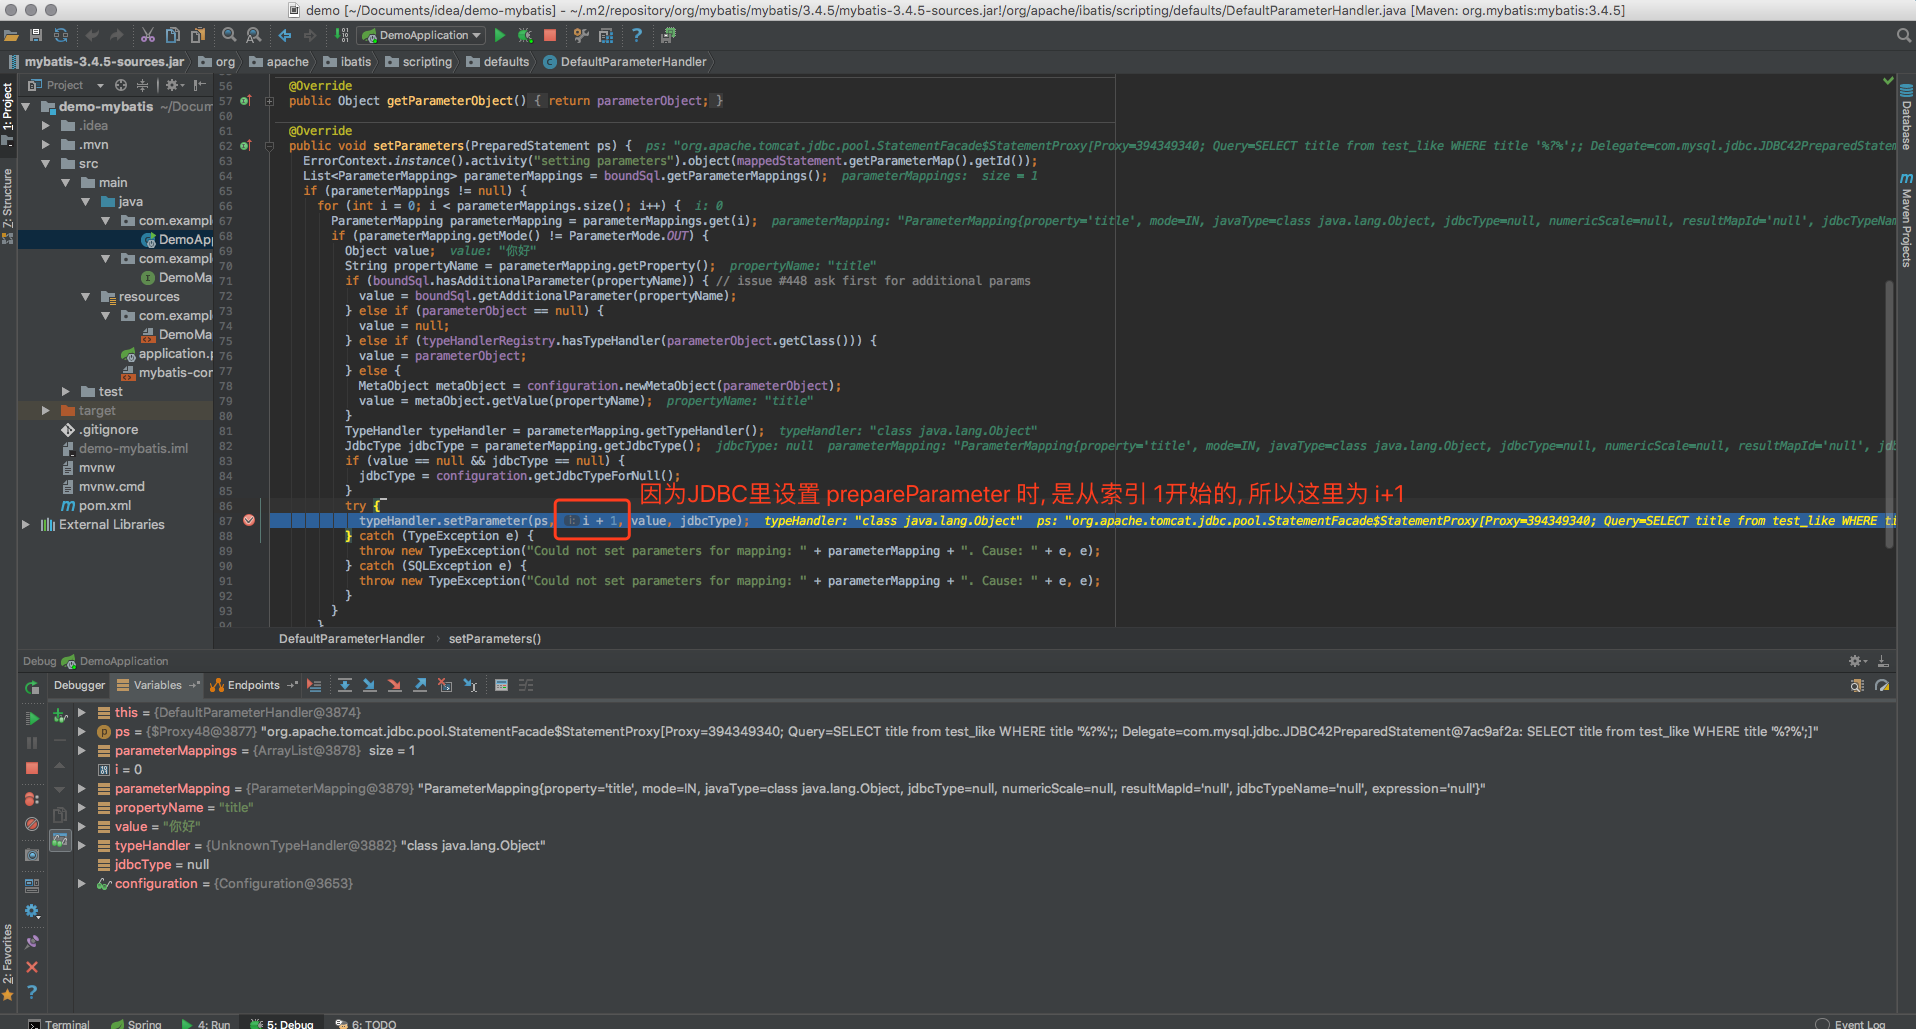 demo [~/Documents/idea/demo-mybatis] - ~/.m2/repository/org/mybatis/mybatis/3.4.5/mybatis-3.4.5-sources.jar!/org/apache/ibatis/scripting/defaults/DefaultParameterHandler.java [Maven: org.mybatis:mybatis:3.4.5]
DemoApplication
mybatis-3.4.5-sources.jar org apache ibatis scripting defaults DefaultParameterHandler
Project
1: Project
Z: Structure
2: Favorites
Database
Maven Projects
demo-mybatis ~/Docum
.idea
.mvn
src
main
java
com.exampl
DemoAp
com.exampl
DemoMa
resources
com.exampl
DemoMa
application.p
mybatis-cor
test
target
.gitignore
demo-mybatis.iml
mvnw
mvnw.cmd
pom.xml
External Libraries
56 @Override
57 public Object getParameterObject() { return parameterObject; }
60
61 @Override
62 public void setParameters(PreparedStatement ps) { ps: "org.apache.tomcat.jdbc.pool.StatementFacade$StatementProxy[Proxy=394349340; Query=SELECT title from test_like WHERE title '%?%';; Delegate=com.mysql.jdbc.JDBC42PreparedStatem
63 ErrorContext.instance().activity("setting parameters").object(mappedStatement.getParameterMap().getId());
64 List<ParameterMapping> parameterMappings = boundSql.getParameterMappings(); parameterMappings: size = 1
65 if (parameterMappings != null) {
66 for (int i = 0; i < parameterMappings.size(); i++) { i: 0
67 ParameterMapping parameterMapping = parameterMappings.get(i); parameterMapping: "ParameterMapping{property='title', mode=IN, javaType=class java.lang.Object, jdbcType=null, numericScale=null, resultMapId='null', jdbcTypeNam
68 if (parameterMapping.getMode() != ParameterMode.OUT) {
69 Object value; value: "你好"
70 String propertyName = parameterMapping.getProperty(); propertyName: "title"
71 if (boundSql.hasAdditionalParameter(propertyName)) { // issue #448 ask first for additional params
72 value = boundSql.getAdditionalParameter(propertyName);
73 } else if (parameterObject == null) {
74 value = null;
75 } else if (typeHandlerRegistry.hasTypeHandler(parameterObject.getClass())) {
76 value = parameterObject;
77 } else {
78 MetaObject metaObject = configuration.newMetaObject(parameterObject);
79 value = metaObject.getValue(propertyName); propertyName: "title"
80 }
81 TypeHandler typeHandler = parameterMapping.getTypeHandler(); typeHandler: "class java.lang.Object"
82 JdbcType jdbcType = parameterMapping.getJdbcType(); jdbcType: null parameterMapping: "ParameterMapping{property='title', mode=IN, javaType=class java.lang.Object, jdbcType=null, numericScale=null, resultMapId='null', jd
83 if (value == null && jdbcType == null) {
84 jdbcType = configuration.getJdbcTypeForNull();
85 }
因为JDBC里设置 prepareParameter 时, 是从索引 1开始的, 所以这里为 i+1
86 try {
87 typeHandler.setParameter(ps, i + 1, value, jdbcType); typeHandler: "class java.lang.Object" ps: "org.apache.tomcat.jdbc.pool.StatementFacade$StatementProxy[Proxy=394349340; Query=SELECT title from test_like WHERE ti
88 } catch (TypeException e) {
89 throw new TypeException("Could not set parameters for mapping: " + parameterMapping + ". Cause: " + e, e);
90 } catch (SQLException e) {
91 throw new TypeException("Could not set parameters for mapping: " + parameterMapping + ". Cause: " + e, e);
92 }
93 }
94 }
DefaultParameterHandler › setParameters()
Debug DemoApplication
Debugger Variables Endpoints
this = {DefaultParameterHandler@3874}
ps = {$Proxy48@3877} "org.apache.tomcat.jdbc.pool.StatementFacade$StatementProxy[Proxy=394349340; Query=SELECT title from test_like WHERE title '%?%';; Delegate=com.mysql.jdbc.JDBC42PreparedStatement@7ac9af2a: SELECT title from test_like WHERE title '%?%';]"
parameterMappings = {ArrayList@3878} size = 1
i = 0
parameterMapping = {ParameterMapping@3879} "ParameterMapping{property='title', mode=IN, javaType=class java.lang.Object, jdbcType=null, numericScale=null, resultMapId='null', jdbcTypeName='null', expression='null'}"
propertyName = "title"
value = "你好"
typeHandler = {UnknownTypeHandler@3882} "class java.lang.Object"
jdbcType = null
configuration = {Configuration@3653}
Terminal Spring 4: Run 5: Debug 6: TODO Event Log